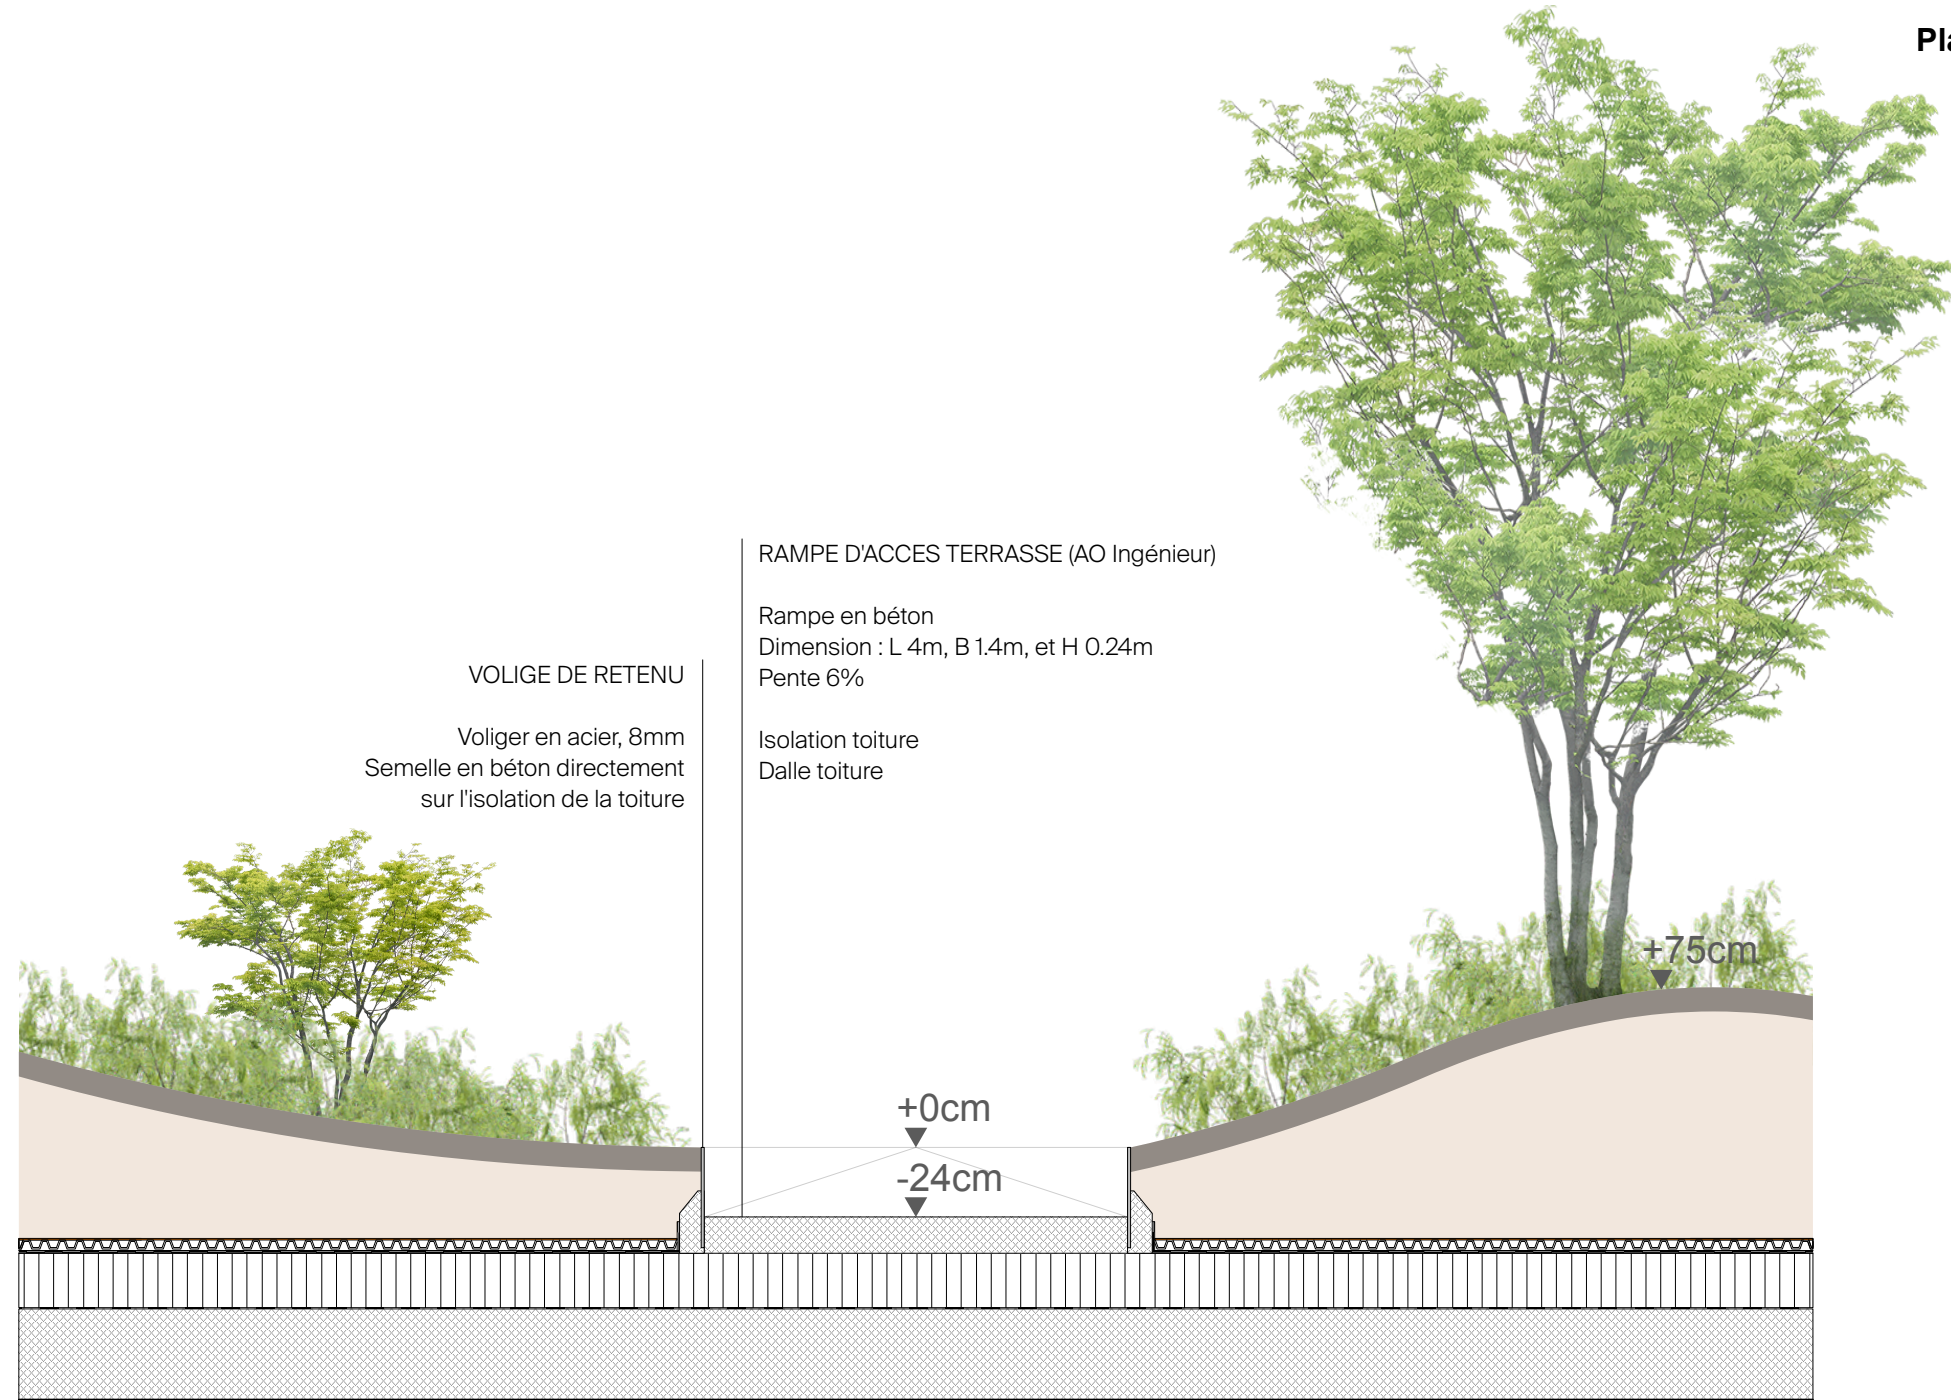 Pla
RAMPE D'ACCES TERRASSE (AO Ingénieur)
Rampe en béton
Dimension : L 4m, B 1.4m, et H 0.24m
Pente 6%
Isolation toiture
Dalle toiture
VOLIGE DE RETENU
Voliger en acier, 8mm
Semelle en béton directement
sur l'isolation de la toiture
+75cm
+0cm
-24cm